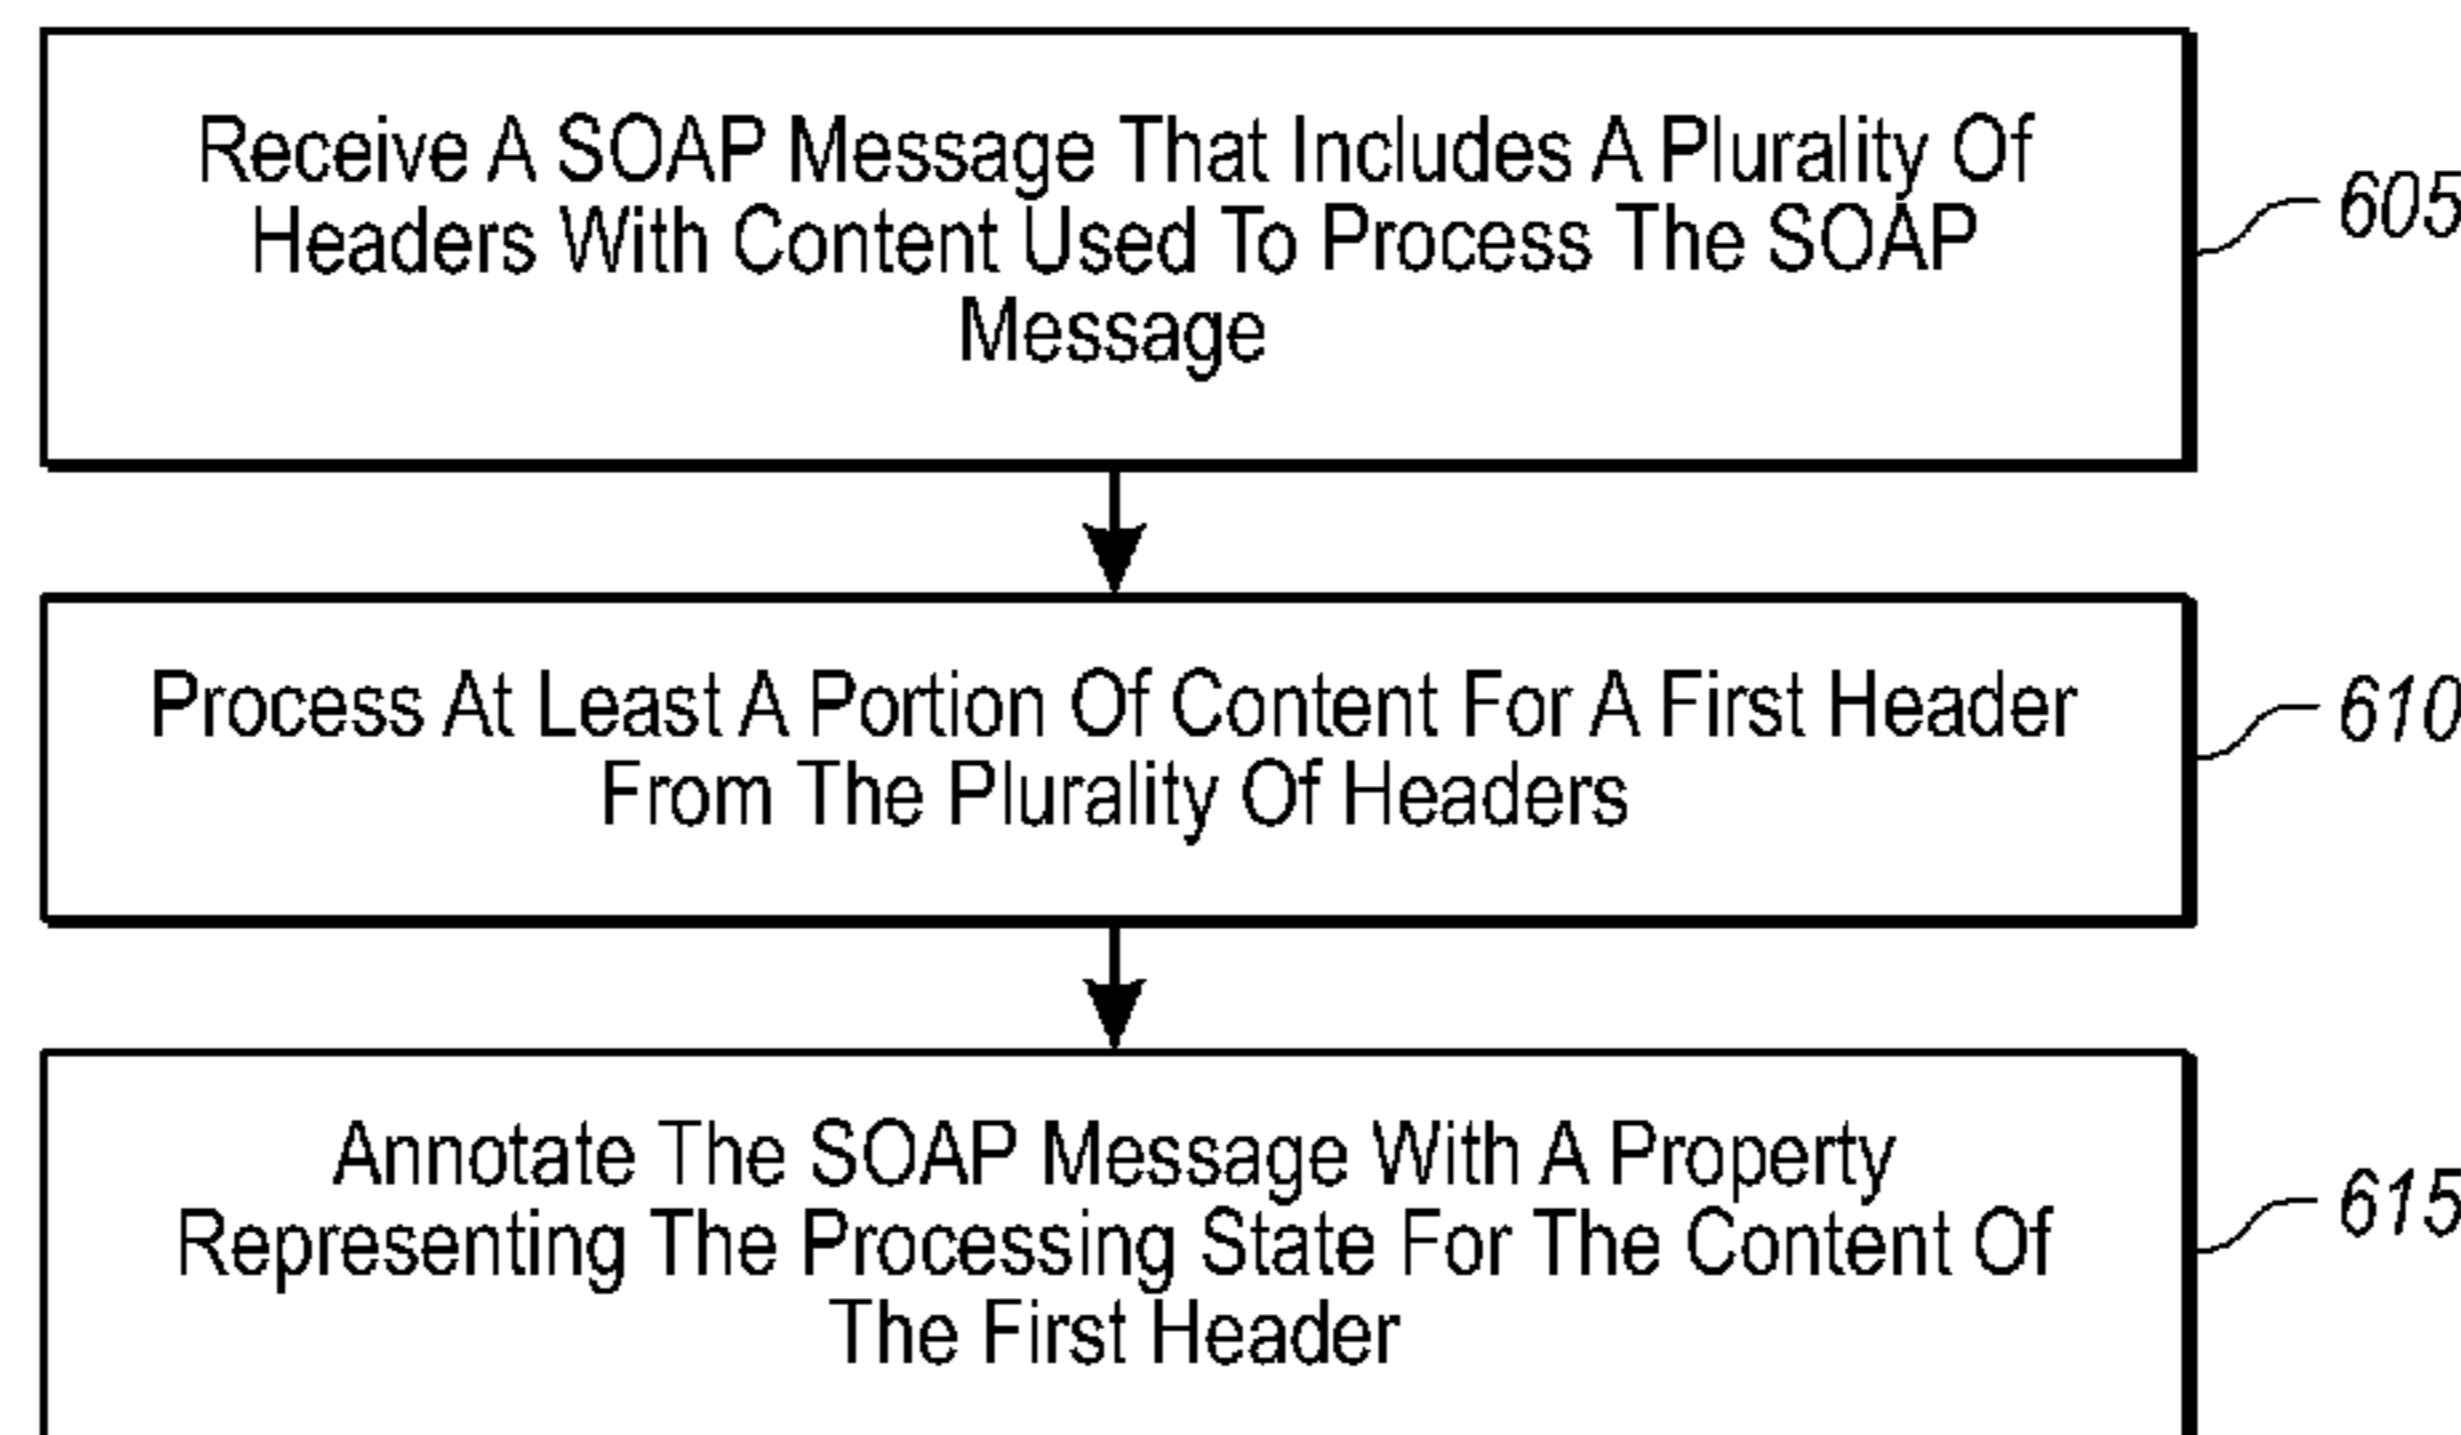 Receive A SOAP Message That Includes A Plurality Of
Headers With Content Used To Process The SOAP
Message
605
Process At Least A Portion Of Content For A First Header
From The Plurality Of Headers
610
Annotate The SOAP Message With A Property
Representing The Processing State For The Content Of
The First Header
615